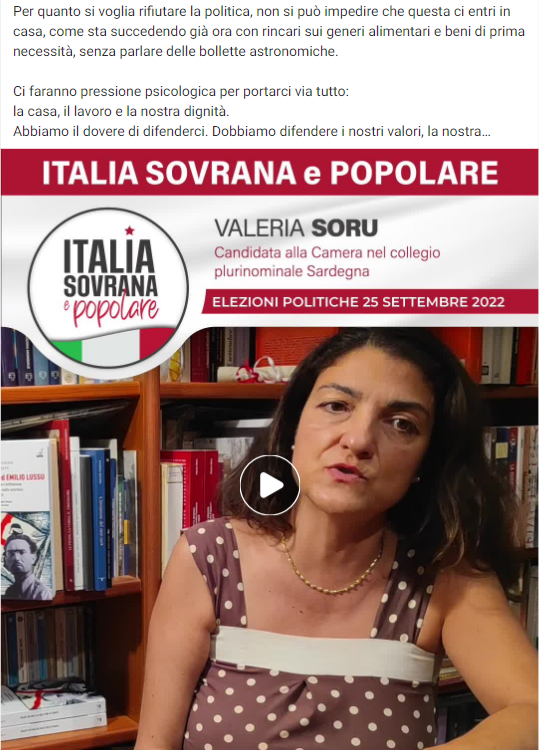 Per quanto si voglia rifiutare la politica, non si può impedire che questa ci entri in
casa, come sta succedendo già ora con rincari sui generi alimentari e beni di prima
necessità, senza parlare delle bollette astronomiche.
Ci faranno pressione psicologica per portarci via tutto:
la casa, il lavoro e la nostra dignità.
Abbiamo il dovere di difenderci. Dobbiamo difendere i nostri valori, la nostra...
ITALIA SOVRANA e POPOLARE
ITALIA
SOVRANA
e popolare
VALERIA SORU
Candidata alla Camera nel collegio
plurinominale Sardegna
ELEZIONI POLITICHE 25 SETTEMBRE 2022
EMILIO LUSSU